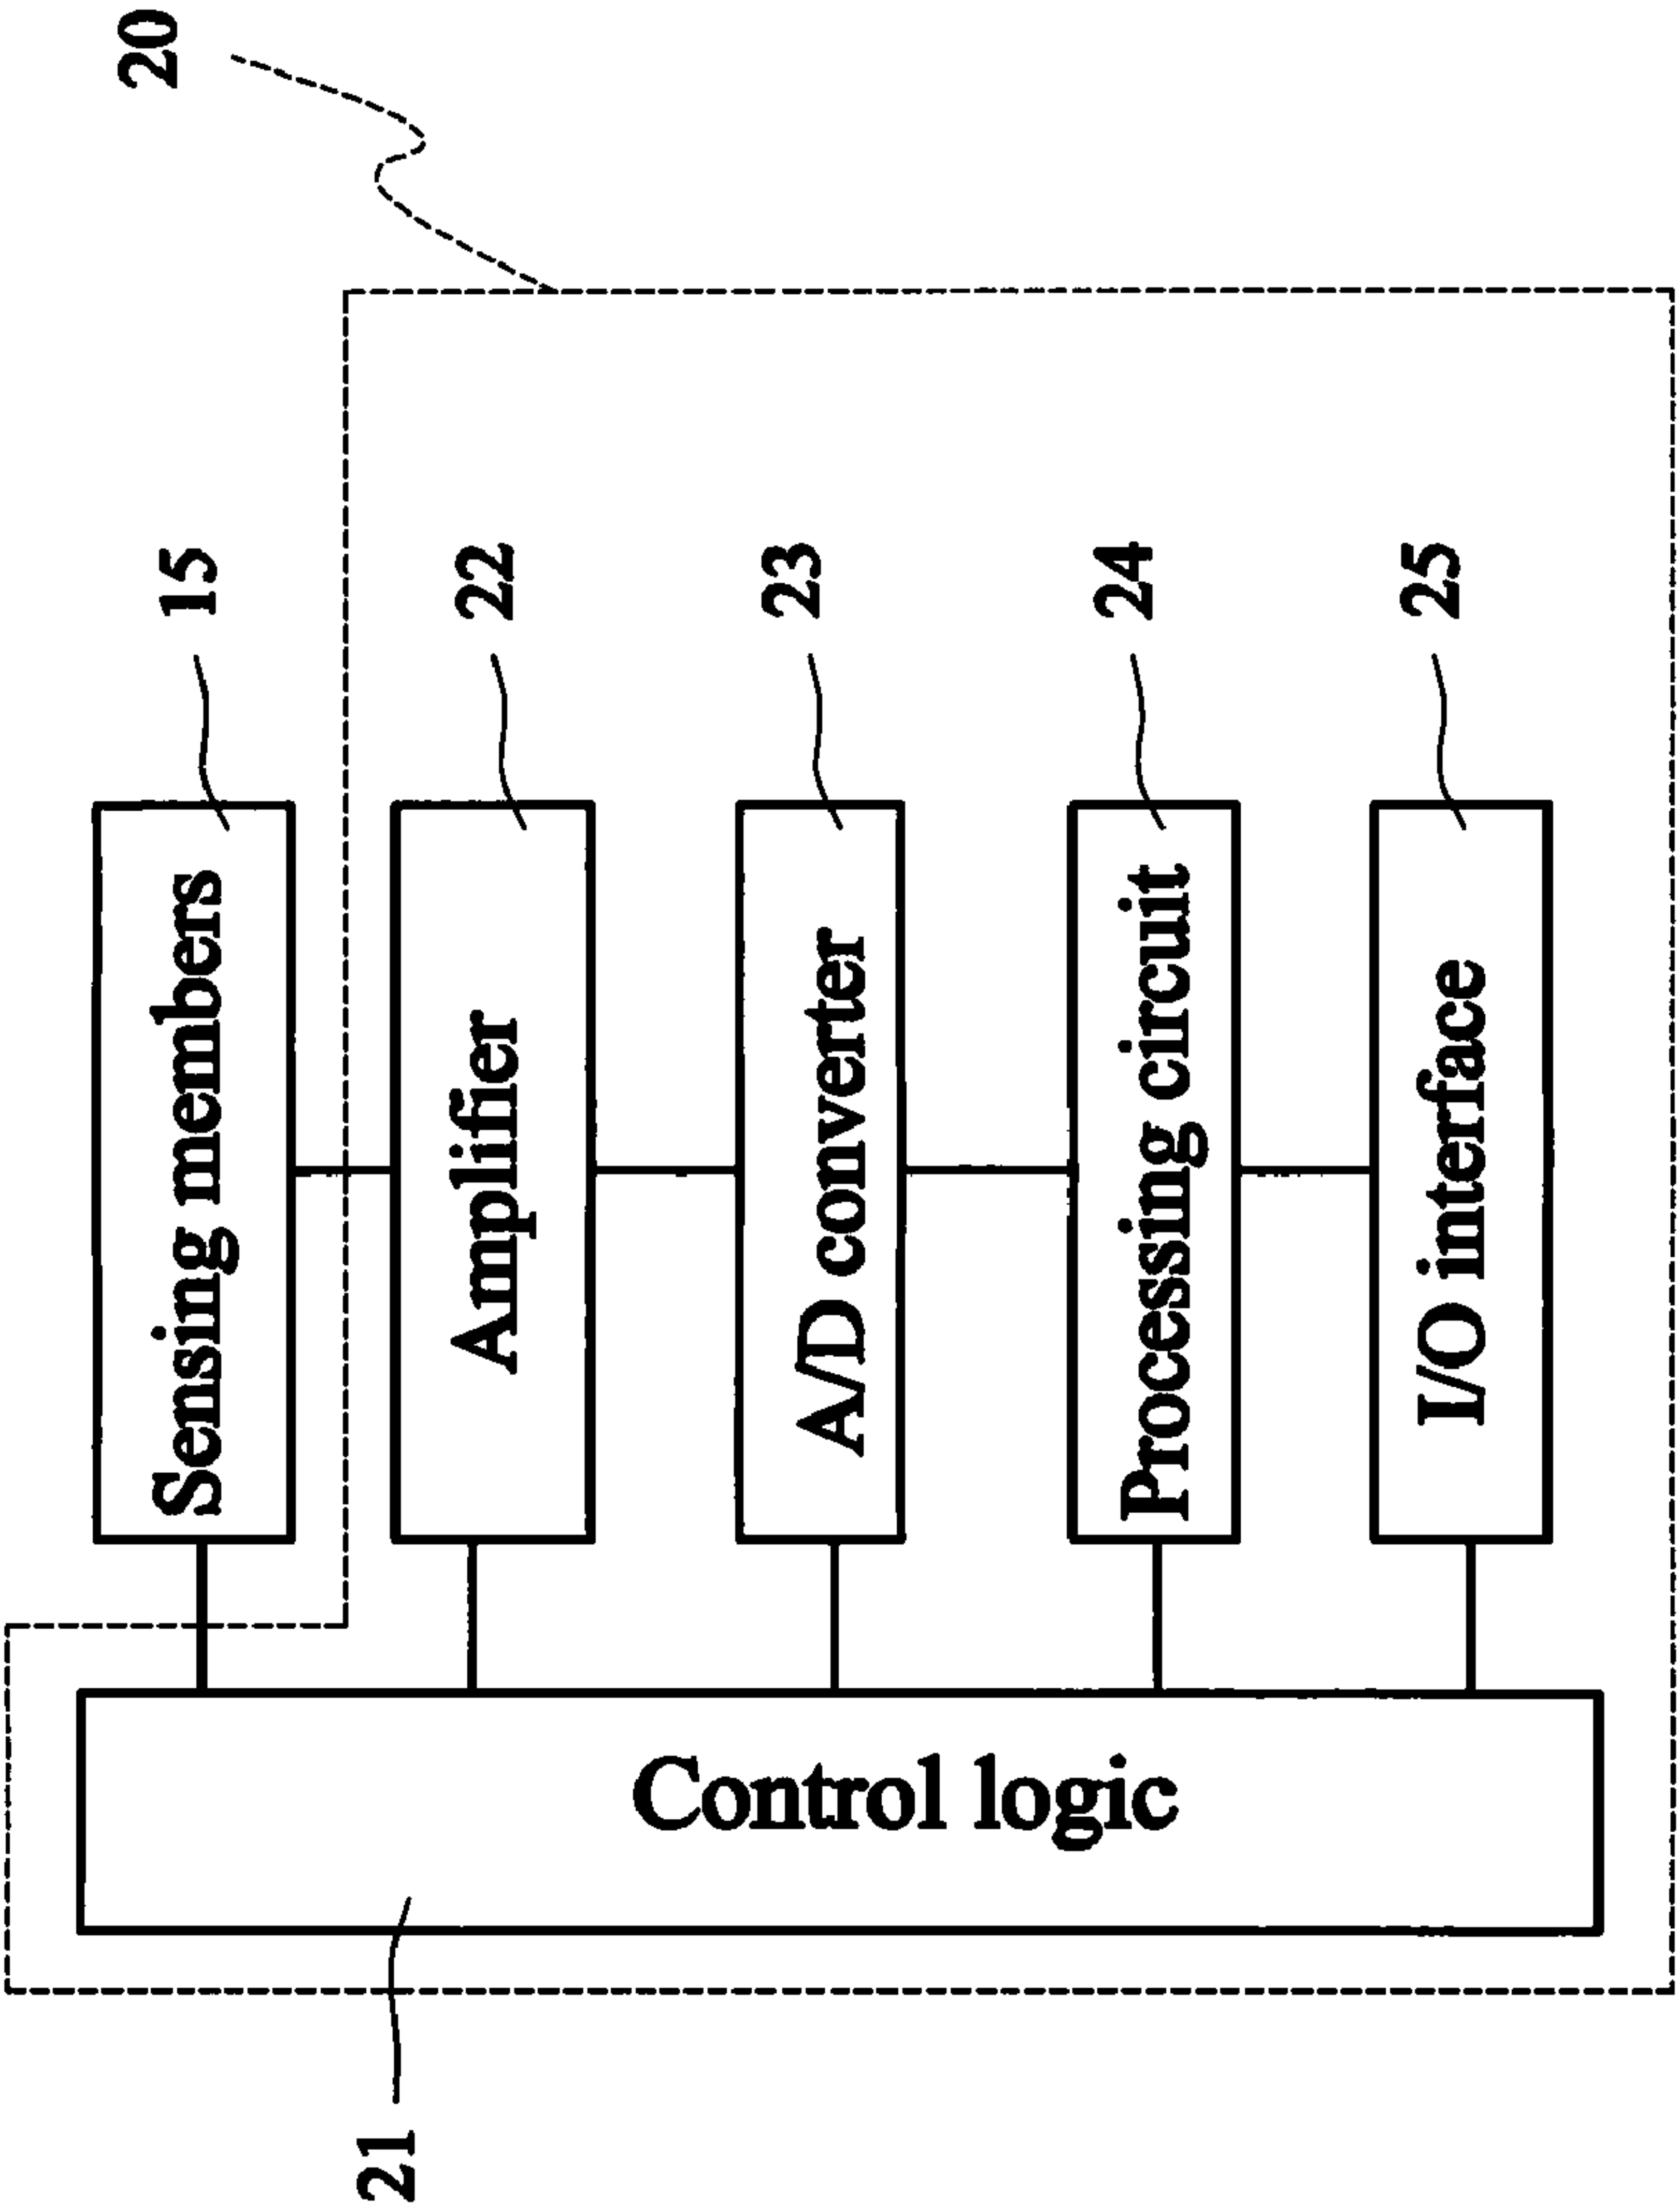 20
15
Sensing members
22
Amplifier
23
A/D converter
24
Processing circuit
25
I/O interface
Control logic
21